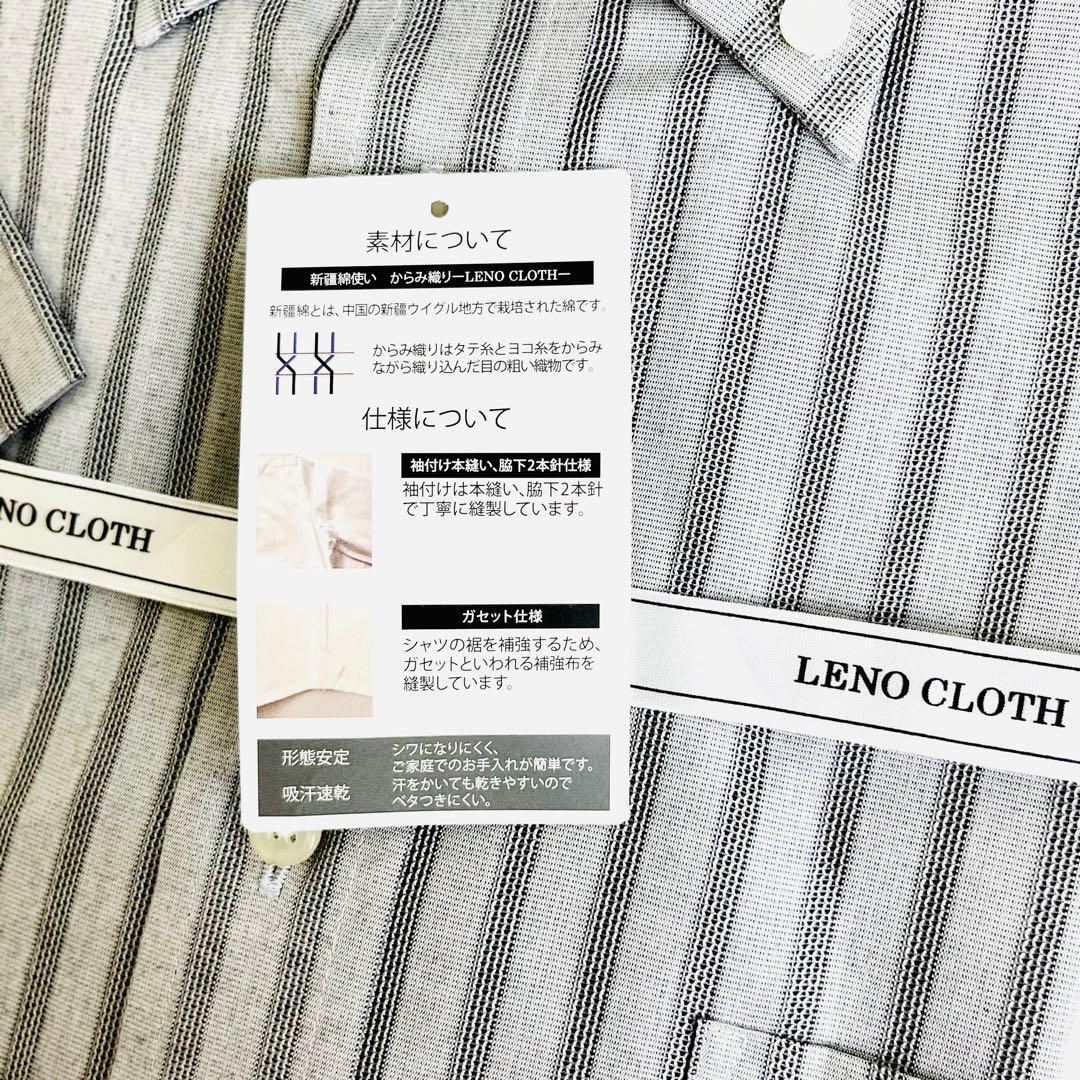 素材について
新疆綿使い　からみ織りーLENO CLOTHー
新疆綿とは、中国の新疆ウイグル地方で栽培された綿です。
からみ織りはタテ糸とヨコ糸をからみ
ながら織り込んだ目の粗い織物です。
仕様について
袖付け本縫い、脇下2本針仕様
袖付けは本縫い、脇下2本針
で丁寧に縫製しています。
ガセット仕様
シャツの裾を補強するため、
ガセットといわれる補強布を
縫製しています。
形態安定
シワになりにくく、
ご家庭でのお手入れが簡単です。
吸汗速乾
汗をかいても乾きやすいので
ベタつきにくい。
NO CLOTH
LENO CLOTH